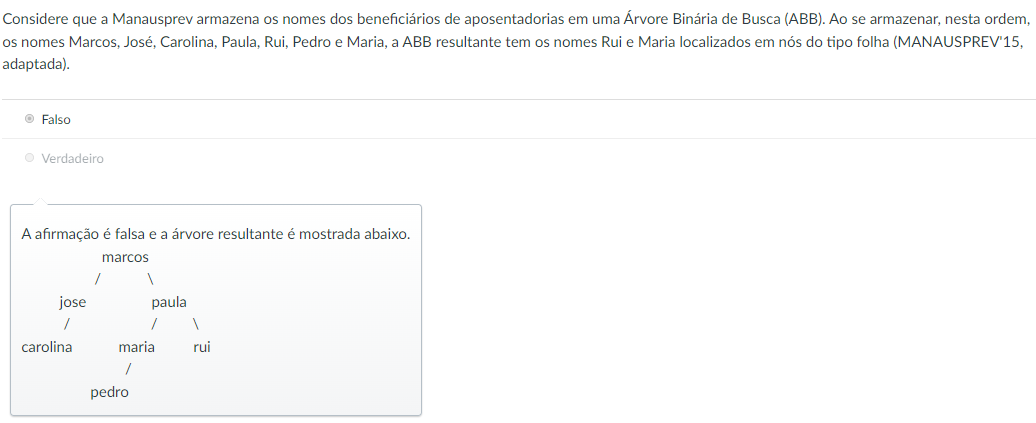 Considere que a Manausprev armazena os nomes dos beneficiários de aposentadorias em uma Árvore Binária de Busca (ABB). Ao se armazenar, nesta ordem,
os nomes Marcos, José, Carolina, Paula, Rui, Pedro e Maria, a ABB resultante tem os nomes Rui e Maria localizados em nós do tipo folha (MANAUSPREV'15,
adaptada).
Falso
Verdadeiro
A afirmação é falsa e a árvore resultante é mostrada abaixo.
marcos
/ \
jose paula
/ / \
carolina maria rui
/
pedro